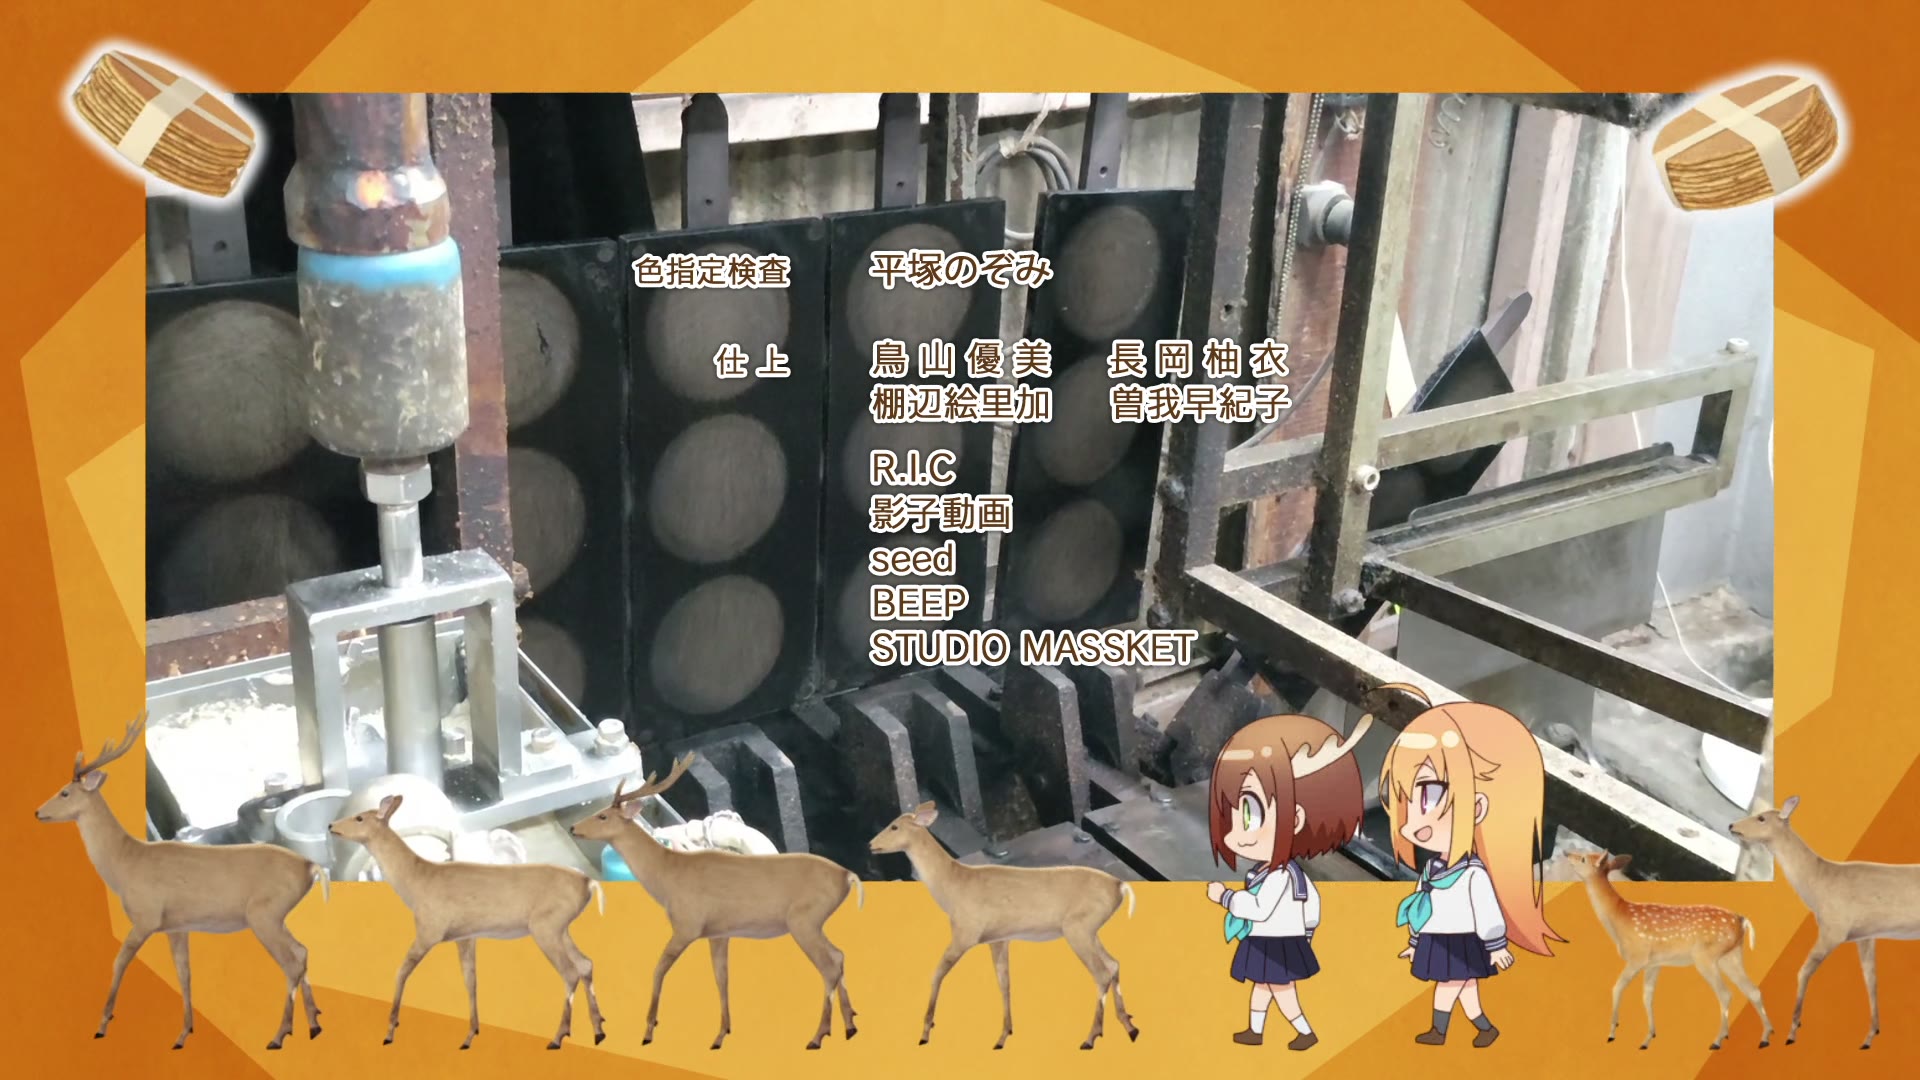 色指定検査 平塚のぞみ
仕上 鳥山優美 長岡柚衣
棚辺絵里加 曽我早紀子
R.I.C
影子動画
seed
BEEP
STUDIO MASSKET